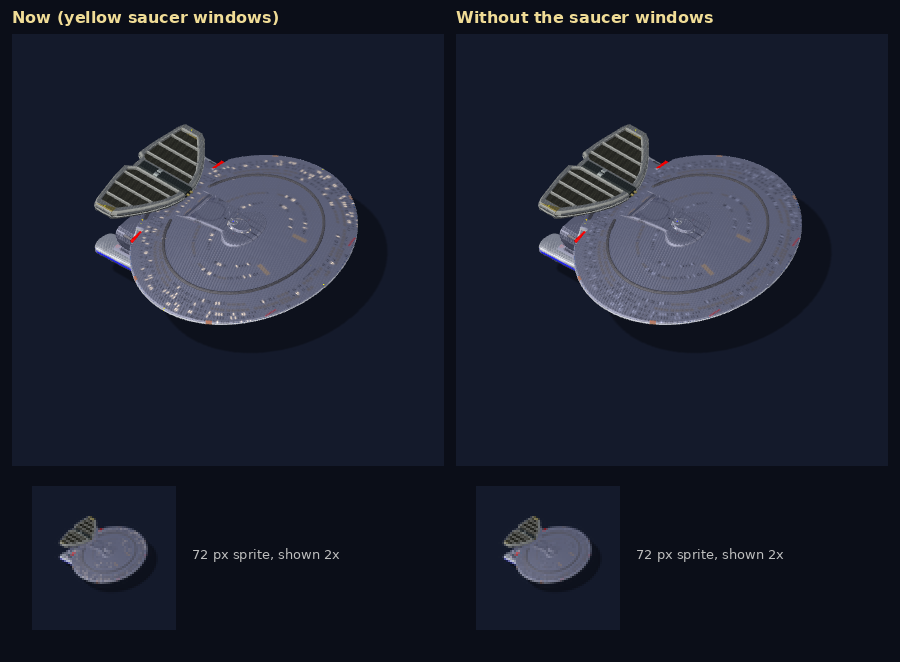 Now (yellow saucer windows)
Without the saucer windows
72 px sprite, shown 2x
72 px sprite, shown 2x